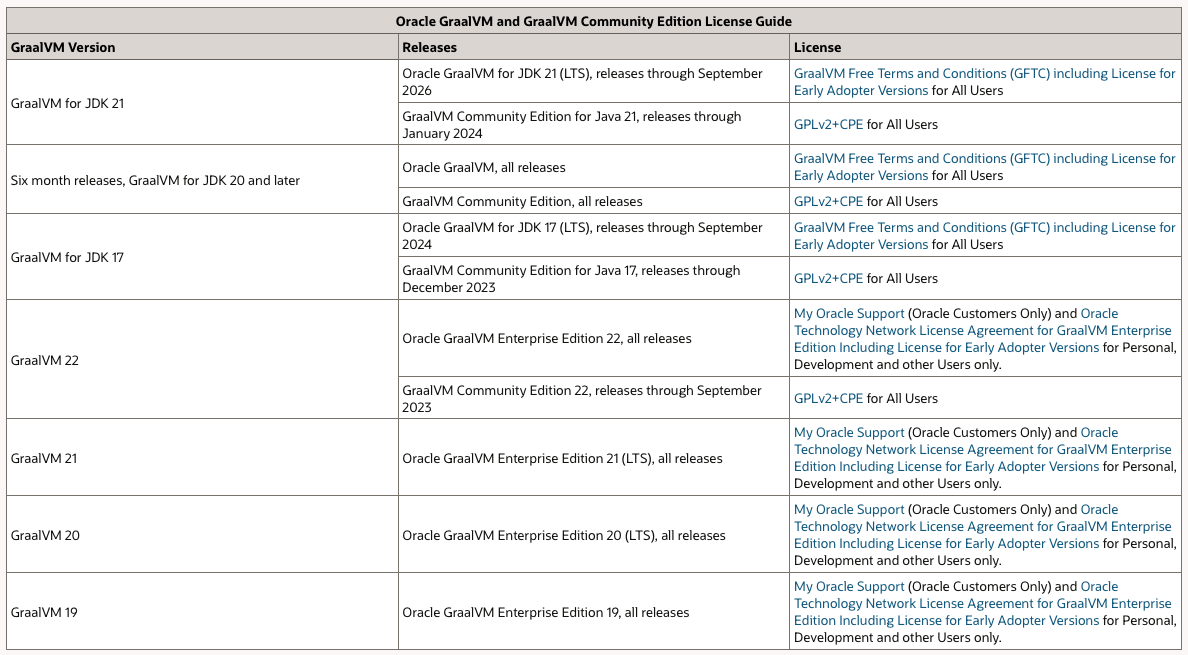 Oracle GraalVM and GraalVM Community Edition License Guide
GraalVM Version
Releases
License
GraalVM for JDK 21
Oracle GraalVM for JDK 21 (LTS), releases through September
2026
GraalVM Free Terms and Conditions (GFTC) including License for
Early Adopter Versions for All Users
GraalVM Community Edition for Java 21, releases through
January 2024
GPLv2+CPE for All Users
Six month releases, GraalVM for JDK 20 and later
Oracle GraalVM, all releases
GraalVM Free Terms and Conditions (GFTC) including License for
Early Adopter Versions for All Users
GraalVM Community Edition, all releases
GPLv2+CPE for All Users
GraalVM for JDK 17
Oracle GraalVM for JDK 17 (LTS), releases through September
2024
GraalVM Free Terms and Conditions (GFTC) including License for
Early Adopter Versions for All Users
GraalVM Community Edition for Java 17, releases through
December 2023
GPLv2+CPE for All Users
GraalVM 22
Oracle GraalVM Enterprise Edition 22, all releases
My Oracle Support (Oracle Customers Only) and Oracle
Technology Network License Agreement for GraalVM Enterprise
Edition Including License for Early Adopter Versions for Personal,
Development and other Users only.
GraalVM Community Edition 22, releases through September
2023
GPLv2+CPE for All Users
GraalVM 21
Oracle GraalVM Enterprise Edition 21 (LTS), all releases
My Oracle Support (Oracle Customers Only) and Oracle
Technology Network License Agreement for GraalVM Enterprise
Edition Including License for Early Adopter Versions for Personal,
Development and other Users only.
GraalVM 20
Oracle GraalVM Enterprise Edition 20 (LTS), all releases
My Oracle Support (Oracle Customers Only) and Oracle
Technology Network License Agreement for GraalVM Enterprise
Edition Including License for Early Adopter Versions for Personal,
Development and other Users only.
GraalVM 19
Oracle GraalVM Enterprise Edition 19, all releases
My Oracle Support (Oracle Customers Only) and Oracle
Technology Network License Agreement for GraalVM Enterprise
Edition Including License for Early Adopter Versions for Personal,
Development and other Users only.